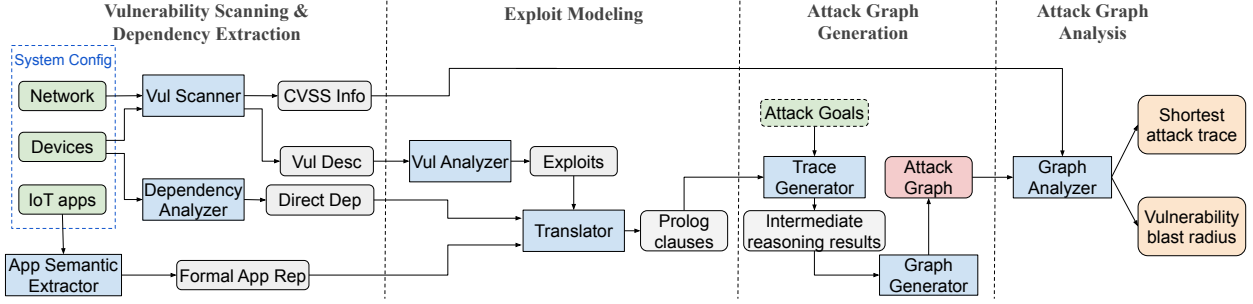 Vulnerability Scanning &
Dependency Extraction
Exploit Modeling
Attack Graph
Generation
Attack Graph
Analysis
System Config
Network
Devices
IoT apps
Vul Scanner
CVSS Info
Vul Desc
Dependency
Analyzer
Direct Dep
App Semantic
Extractor
Formal App Rep
Vul Analyzer
Exploits
Translator
Prolog
clauses
Attack Goals
Trace
Generator
Intermediate
reasoning results
Attack
Graph
Graph
Generator
Graph
Analyzer
Shortest
attack trace
Vulnerability
blast radius